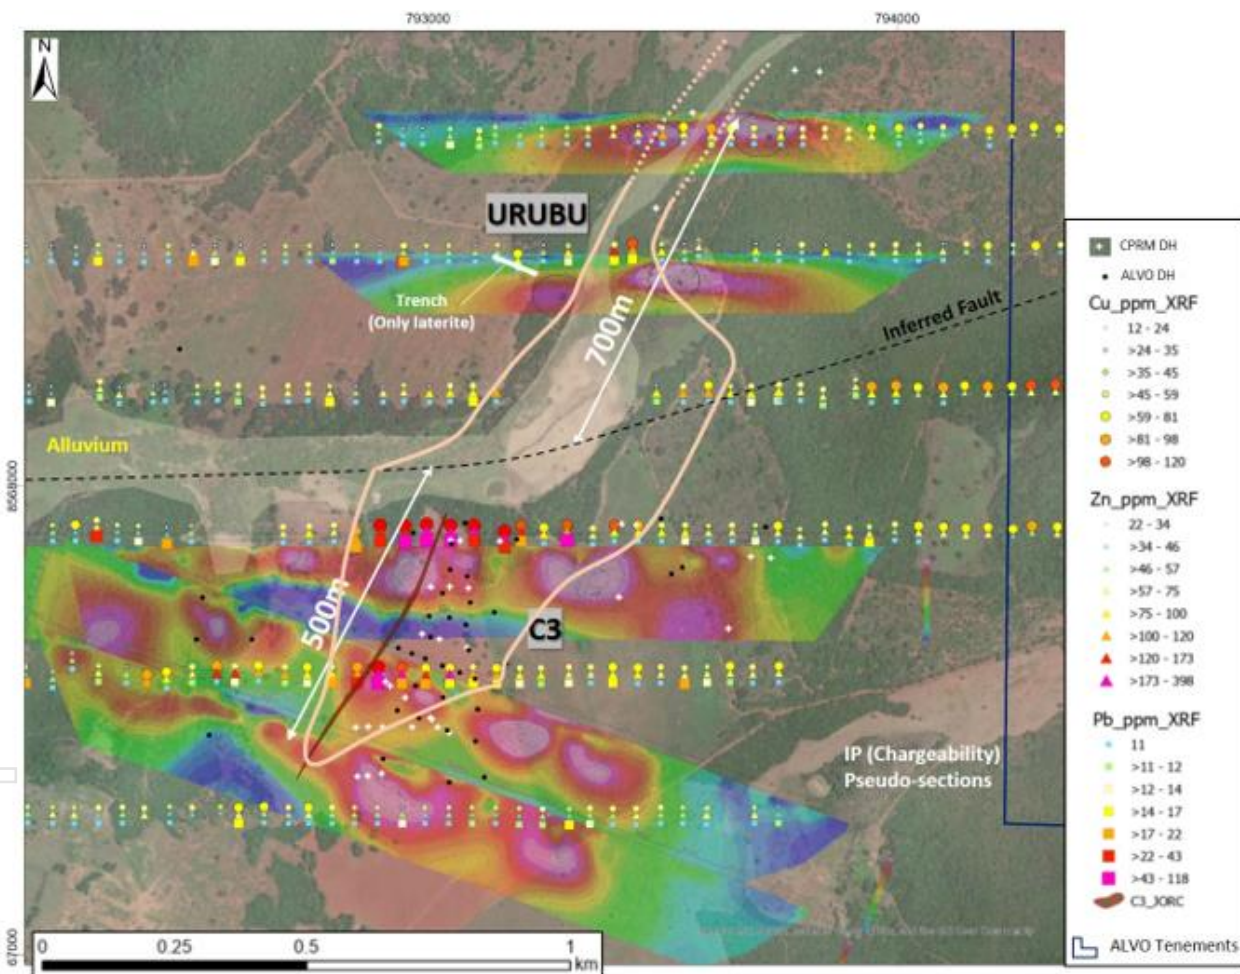 793000
794000
N
URUBU
Trench
(Only laterite)
700m
Inferred Fault
Alluvium
8568000
500m
C3
IP (Chargeability)
Pseudo-sections
67000
0
0.25
0.5
1
km
CPRM DH
ALVO DH
Cu_ppm_XRF
12 - 24
>24 - 35
>35 - 45
>45 - 59
>59 - 81
>81 - 98
>98 - 120
Zn_ppm_XRF
22 - 34
>34 - 46
>46 - 57
>57 - 75
>75 - 100
>100 - 120
>120 - 173
>173 - 398
Pb_ppm_XRF
11
>11 - 12
>12 - 14
>14 - 17
>17 - 22
>22 - 43
>43 - 118
C3_JORC
ALVO Tenements